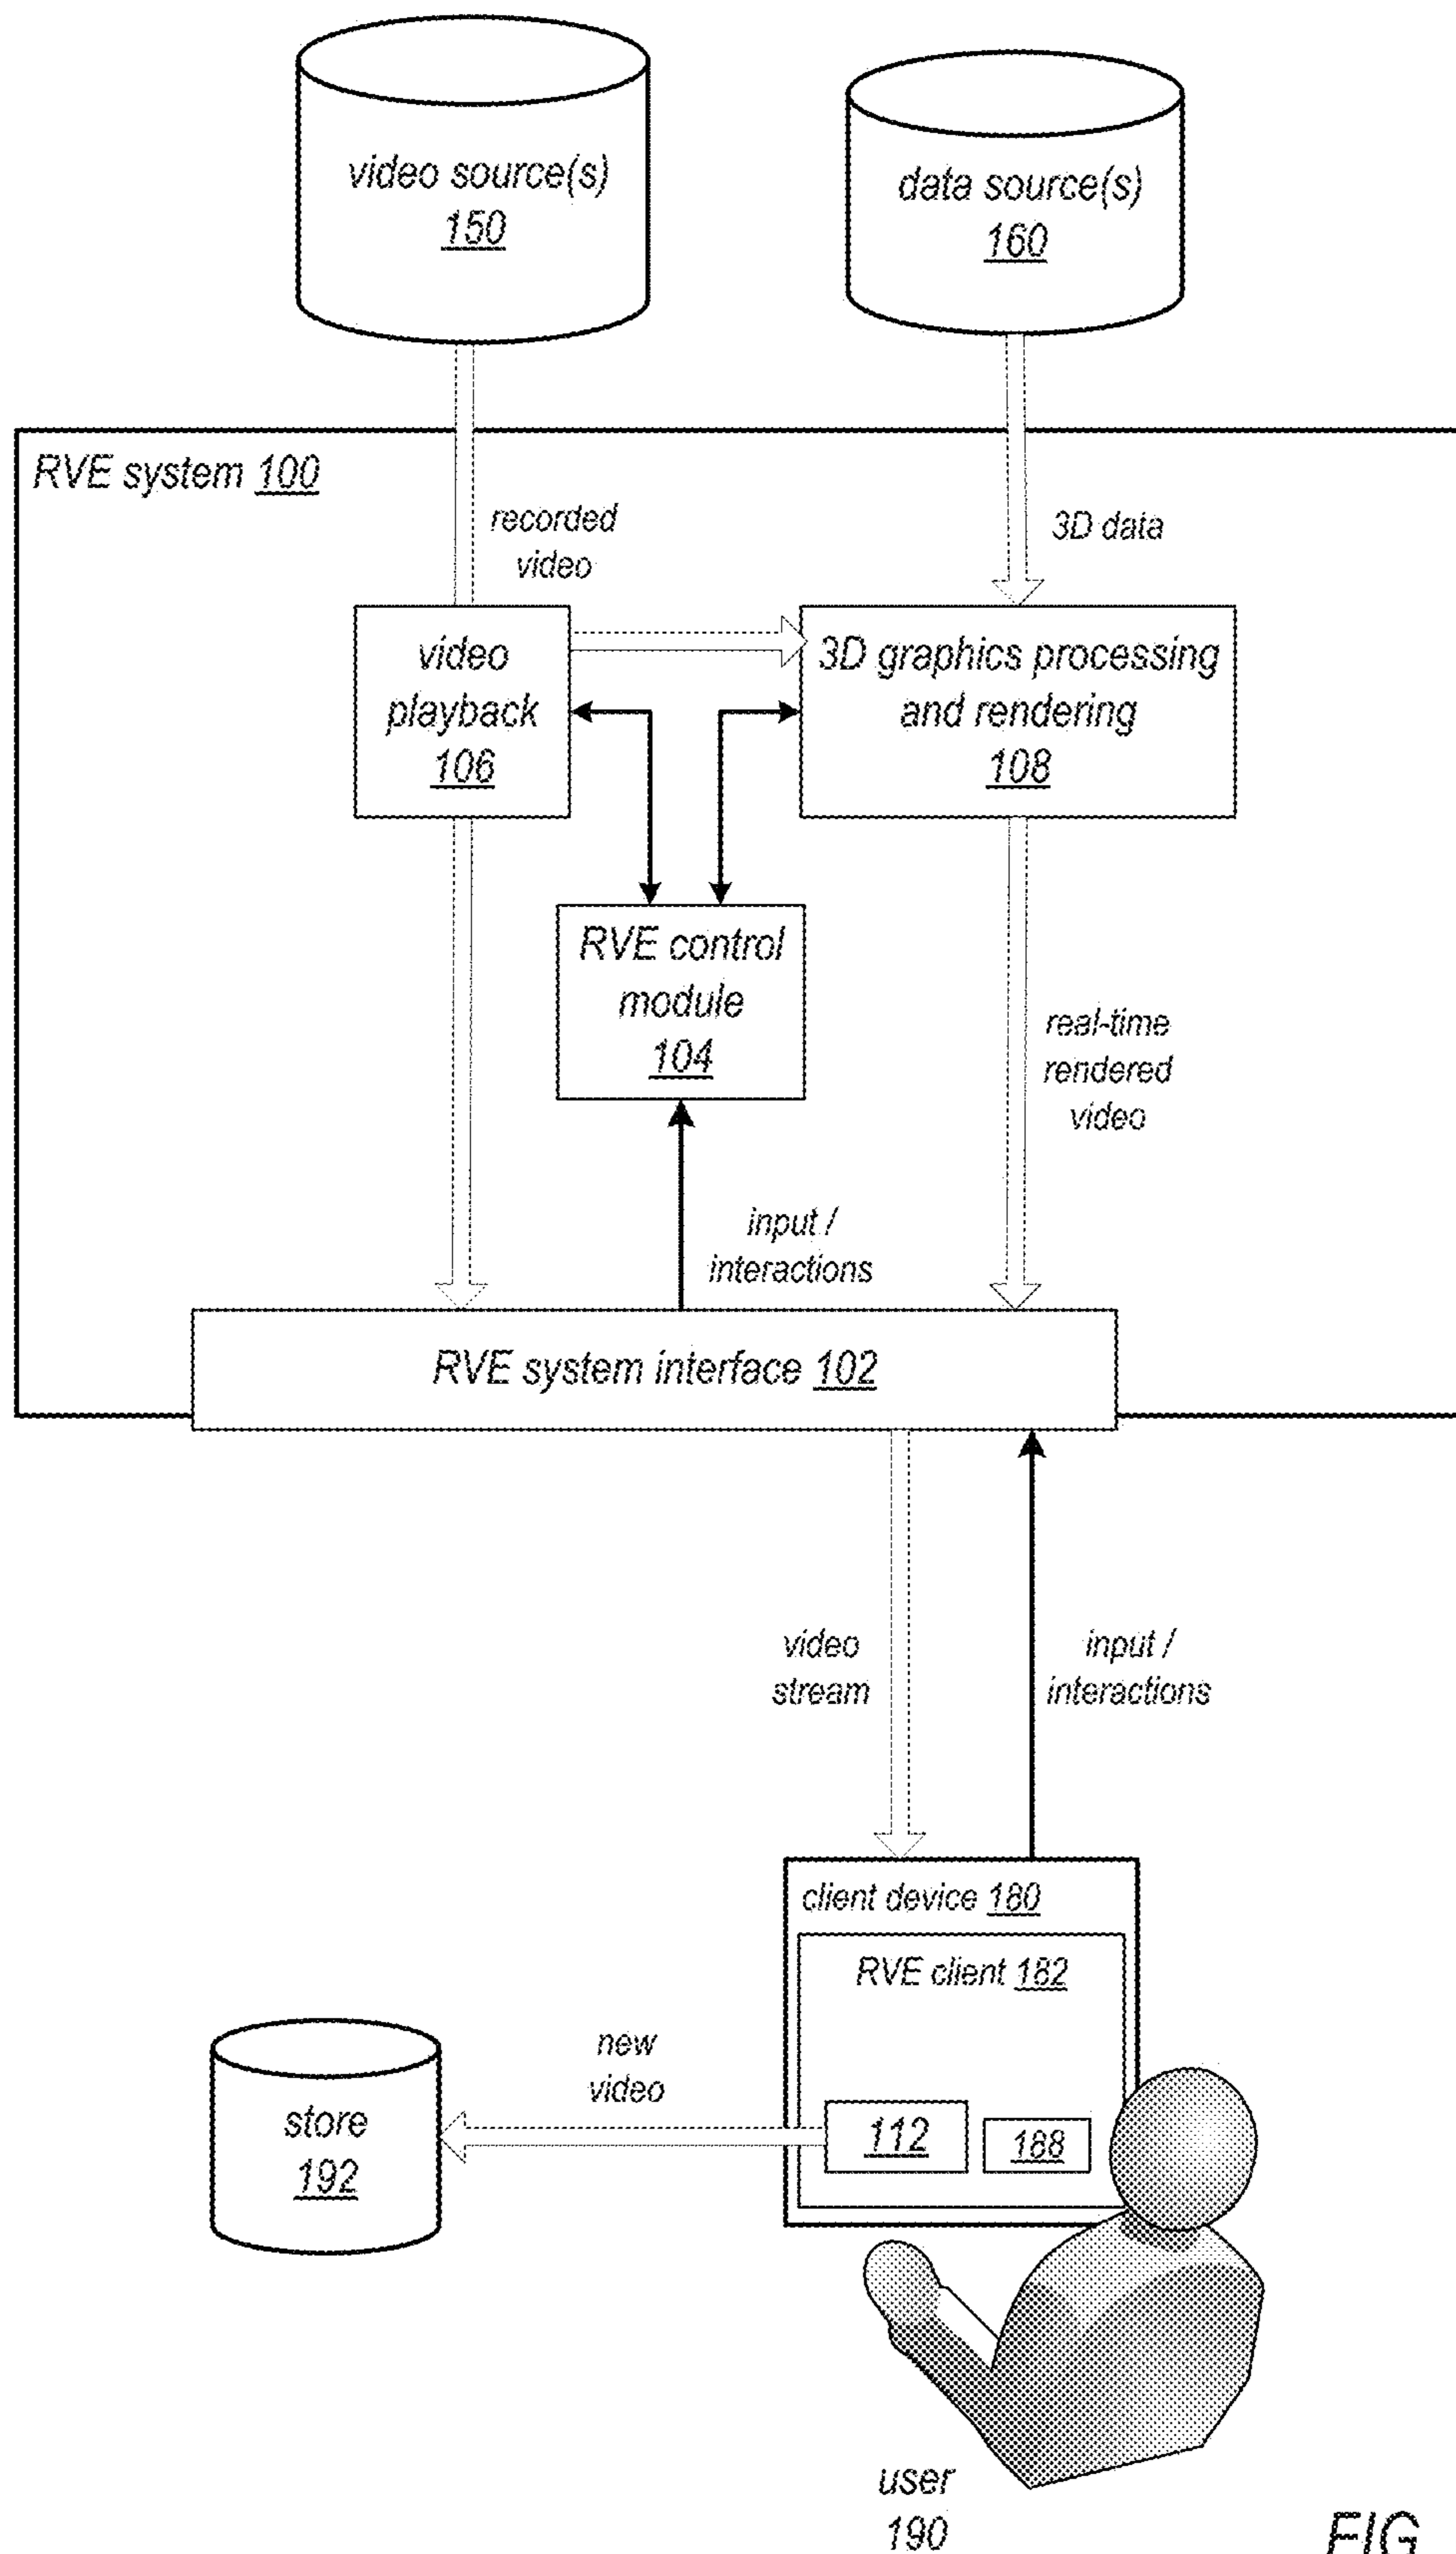 video source(s)
150
data source(s)
160
RVE system 100
recorded
video
3D data
video
playback
106
3D graphics processing
and rendering
108
RVE control
module
104
real-time
rendered
video
input /
interactions
RVE system interface 102
video
stream
input /
interactions
client device 180
RVE client 182
new
video
store
192
112
188
user
190
FIG